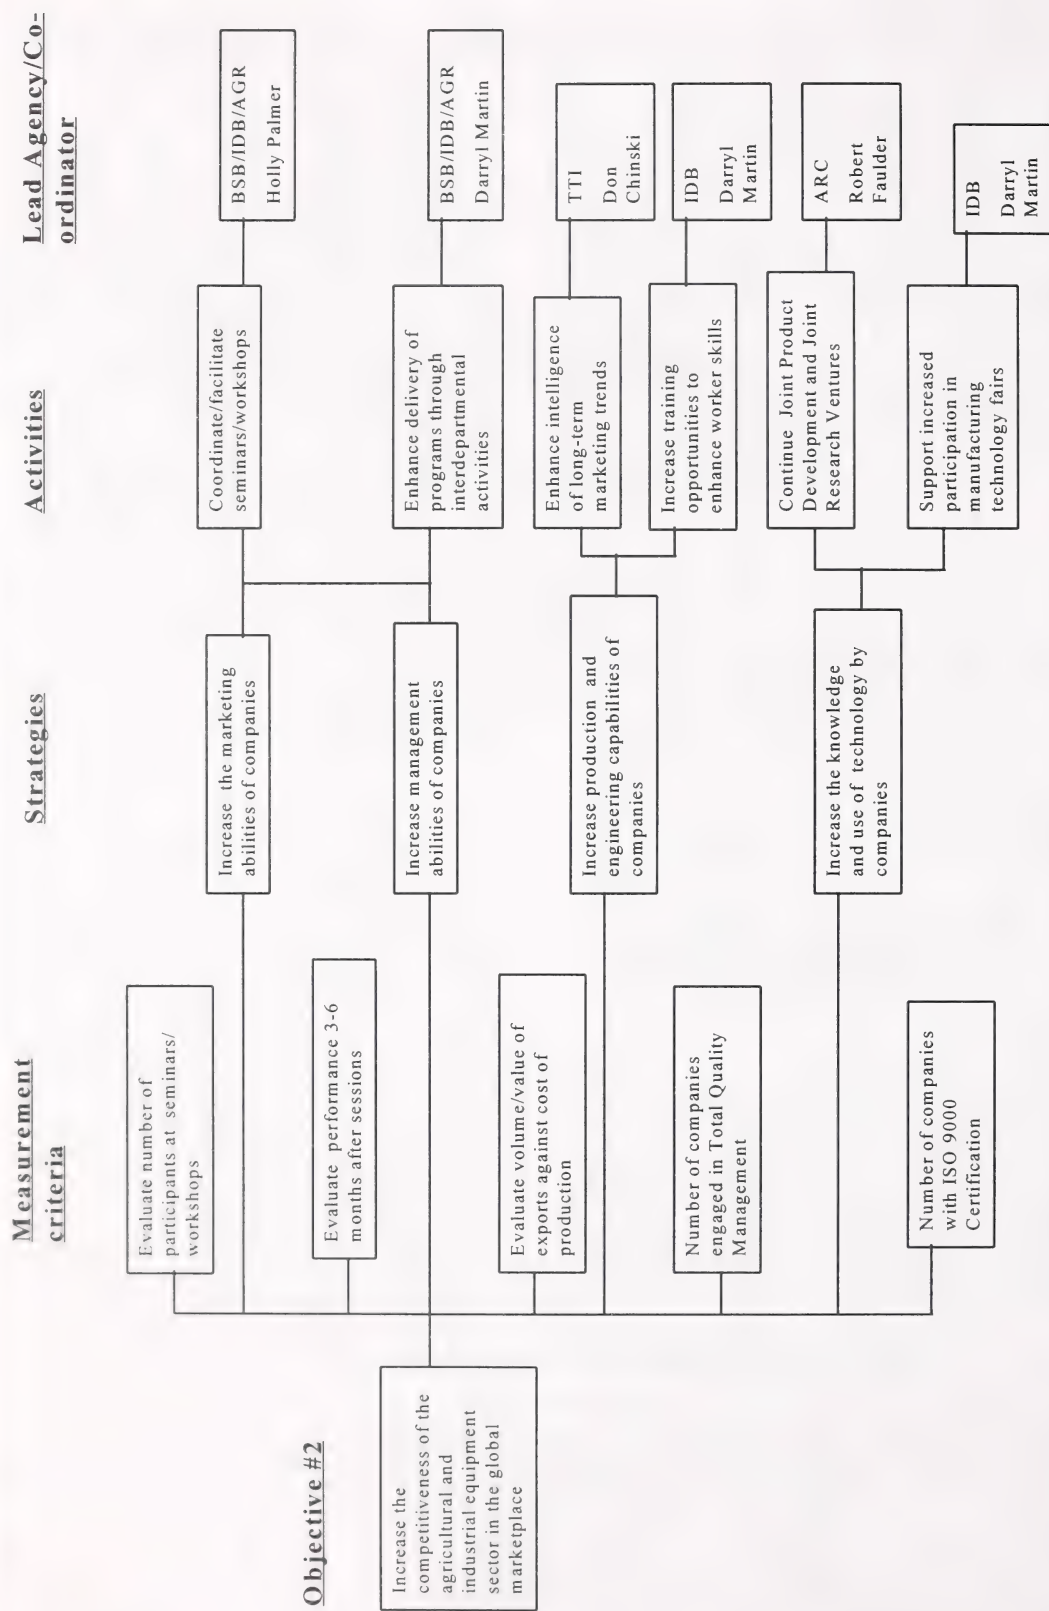 Objective #2
Increase the
competitiveness of the
agricultural and
industrial equipment
sector in the global
marketplace
Measurement
criteria
Evaluate number of
participants at seminars/
workshops
Evaluate performance 3-6
months after sessions
Evaluate volume/value of
exports against cost of
production
Number of companies
engaged in Total Quality
Management
Number of companies
with ISO 9000
Certification
Strategies
Increase the marketing
abilities of companies
Increase management
abilities of companies
Increase production and
engineering capabilities of
companies
Increase the knowledge
and use of technology by
companies
Activities
Coordinate/facilitate
seminars/workshops
Enhance delivery of
programs through
interdepartmental
activities
Enhance intelligence
of long-term
marketing trends
Increase training
opportunities to
enhance worker skills
Continue Joint Product
Development and Joint
Research Ventures
Support increased
participation in
manufacturing
technology fairs
Lead Agency/Co-
ordinator
BSB/IDB/AGR
Holly Palmer
BSB/IDB/AGR
Darryl Martin
TTI
Don
Chinski
IDB
Darryl
Martin
ARC
Robert
Faulder
IDB
Darryl
Martin